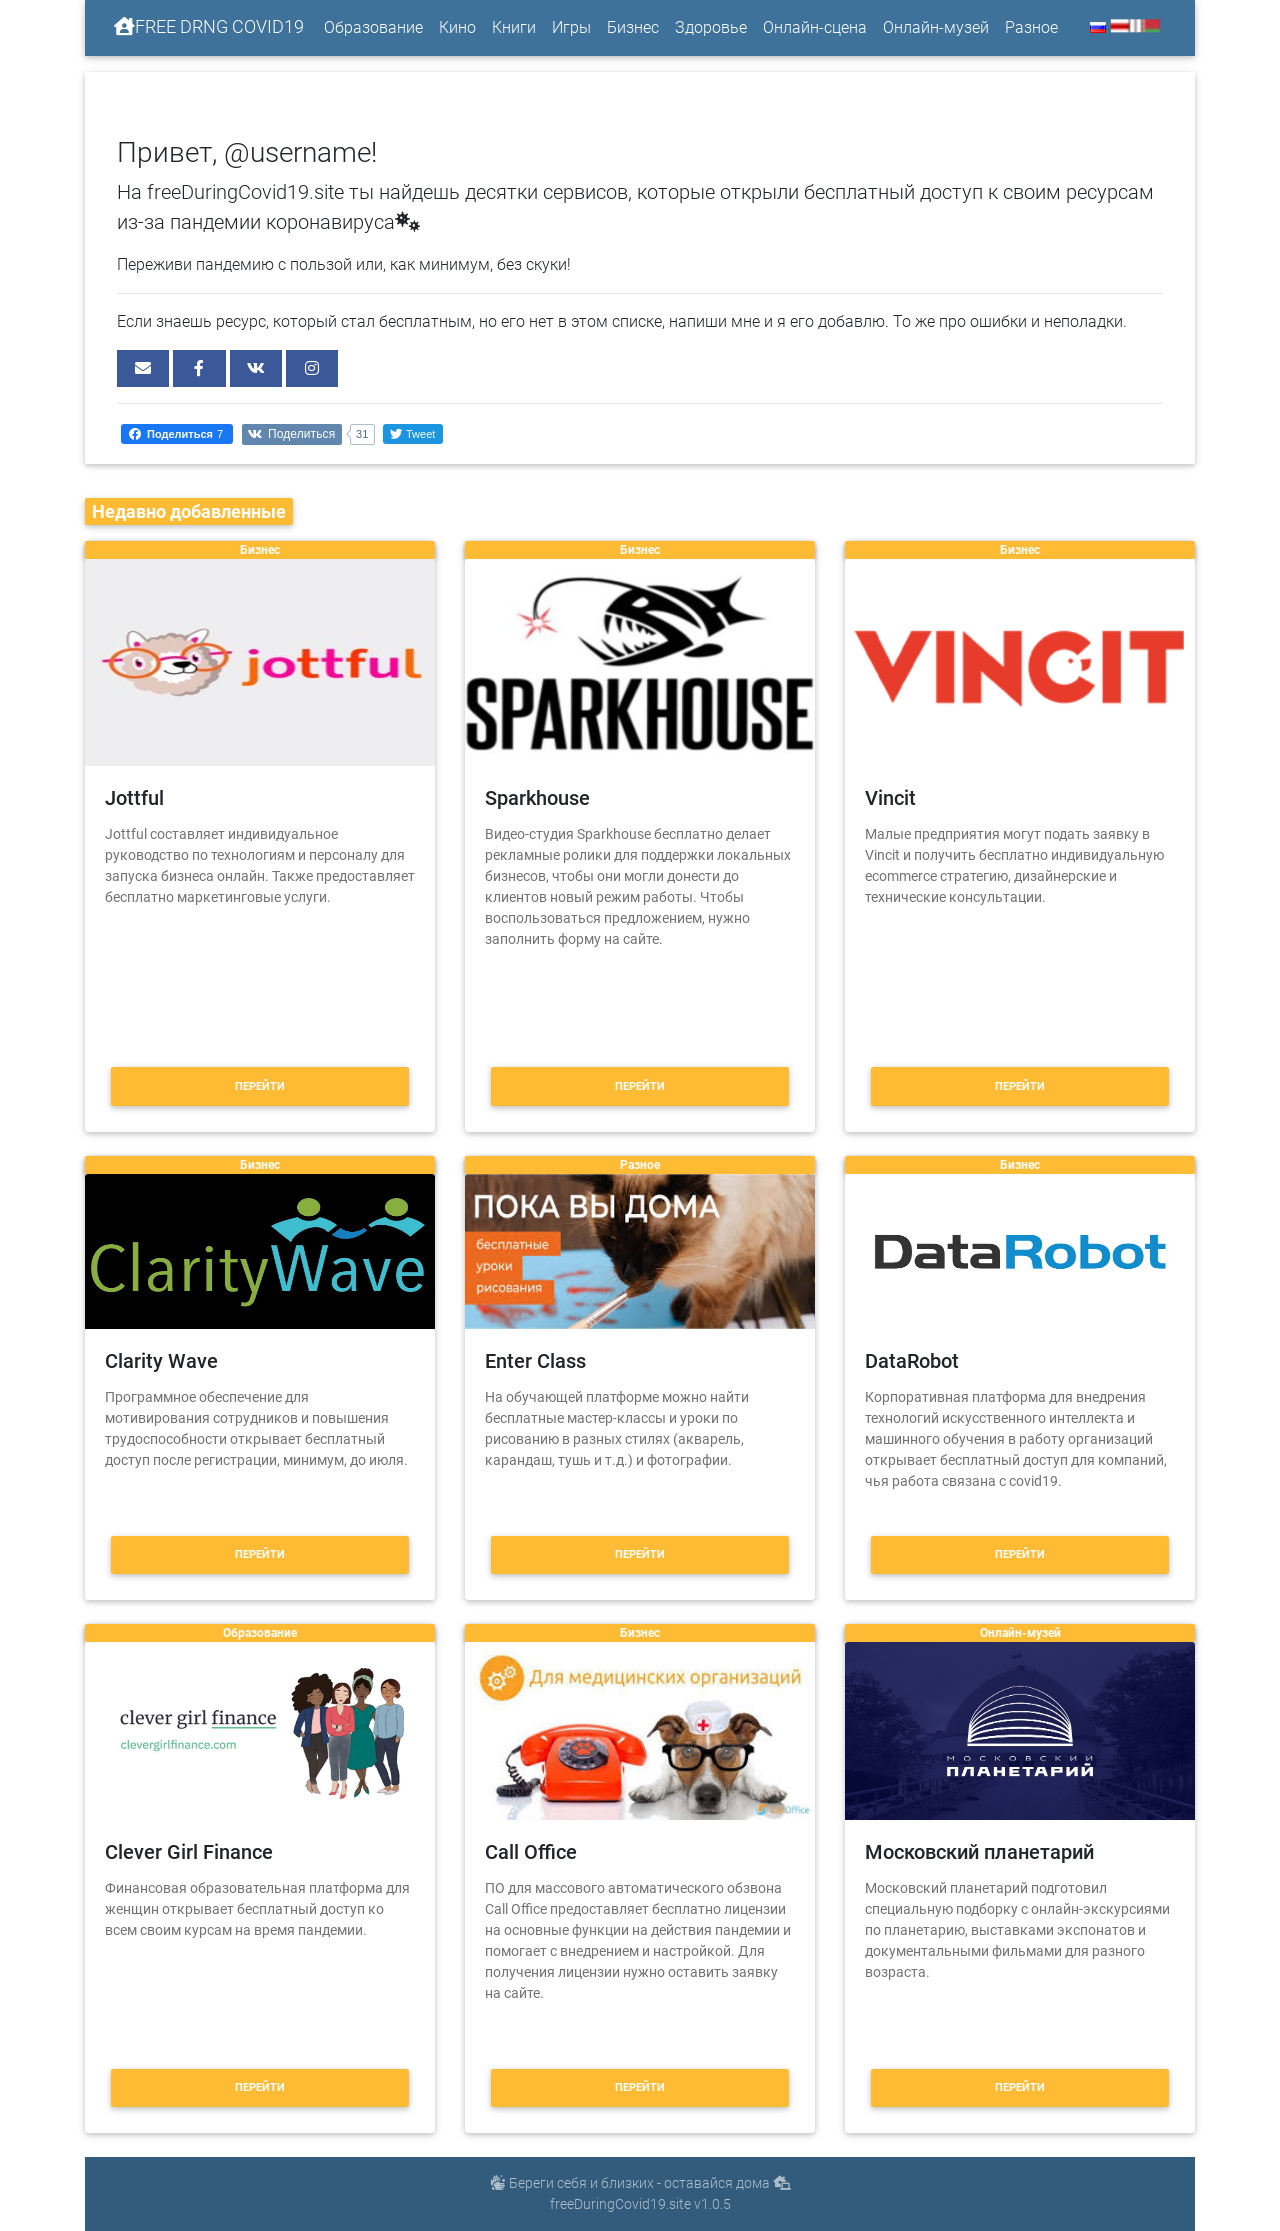 FREE DRNG COVID19 Образование Кино Книги Игры Бизнес Здоровье Онлайн-сцена Онлайн-музей Разное
Привет, @username!
На freeDuringCovid19.site ты найдешь десятки сервисов, которые открыли бесплатный доступ к своим ресурсам
из-за пандемии коронавируса
Переживи пандемию с пользой или, как минимум, без скуки!
Если знаешь ресурс, который стал бесплатным, но его нет в этом списке, напиши мне и я его добавлю. То же про ошибки и неполадки.
Поделиться 7 Поделиться 31 Tweet
Недавно добавленные
Бизнес
jottful
Jottful
Jottful составляет индивидуальное
руководство по технологиям и персоналу для
запуска бизнеса онлайн. Также предоставляет
бесплатно маркетинговые услуги.
ПЕРЕЙТИ
Бизнес
SPARKHOUSE
Sparkhouse
Видео-студия Sparkhouse бесплатно делает
рекламные ролики для поддержки локальных
бизнесов, чтобы они могли донести до
клиентов новый режим работы. Чтобы
воспользоваться предложением, нужно
заполнить форму на сайте.
ПЕРЕЙТИ
Бизнес
VINCIT
Vincit
Малые предприятия могут подать заявку в
Vincit и получить бесплатно индивидуальную
ecommerce стратегию, дизайнерские и
технические консультации.
ПЕРЕЙТИ
Бизнес
ClarityWave
Clarity Wave
Программное обеспечение для
мотивирования сотрудников и повышения
трудоспособности открывает бесплатный
доступ после регистрации, минимум, до июля.
ПЕРЕЙТИ
Разное
ПОКА ВЫ ДОМА
бесплатные
уроки
рисования
Enter Class
На обучающей платформе можно найти
бесплатные мастер-классы и уроки по
рисованию в разных стилях (акварель,
карандаш, тушь и т.д.) и фотографии.
ПЕРЕЙТИ
Бизнес
DataRobot
DataRobot
Корпоративная платформа для внедрения
технологий искусственного интеллекта и
машинного обучения в работу организаций
открывает бесплатный доступ для компаний,
чья работа связана с covid19.
ПЕРЕЙТИ
Образование
clever girl finance
clevergirlfinance.com
Clever Girl Finance
Финансовая образовательная платформа для
женщин открывает бесплатный доступ ко
всем своим курсам на время пандемии.
ПЕРЕЙТИ
Бизнес
Для медицинских организаций
CallOffice
Call Office
ПО для массового автоматического обзвона
Call Office предоставляет бесплатно лицензии
на основные функции на действия пандемии и
помогает с внедрением и настройкой. Для
получения лицензии нужно оставить заявку
на сайте.
ПЕРЕЙТИ
Онлайн-музей
МОСКОВСКИЙ
ПЛАНЕТАРИЙ
Московский планетарий
Московский планетарий подготовил
специальную подборку с онлайн-экскурсиями
по планетарию, выставками экспонатов и
документальными фильмами для разного
возраста.
ПЕРЕЙТИ
Береги себя и близких - оставайся дома
freeDuringCovid19.site v1.0.5